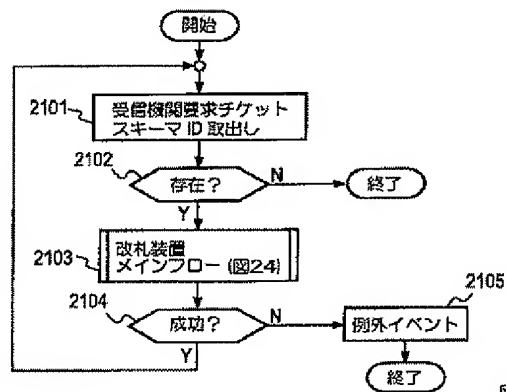 開始
2101
受信機関要求チケット
スキーマID取出し
2102
存在?
N
終了
Y
2103
改札装置
メインフロー(図24)
2104
成功?
N
2105
例外イベント
Y
終了